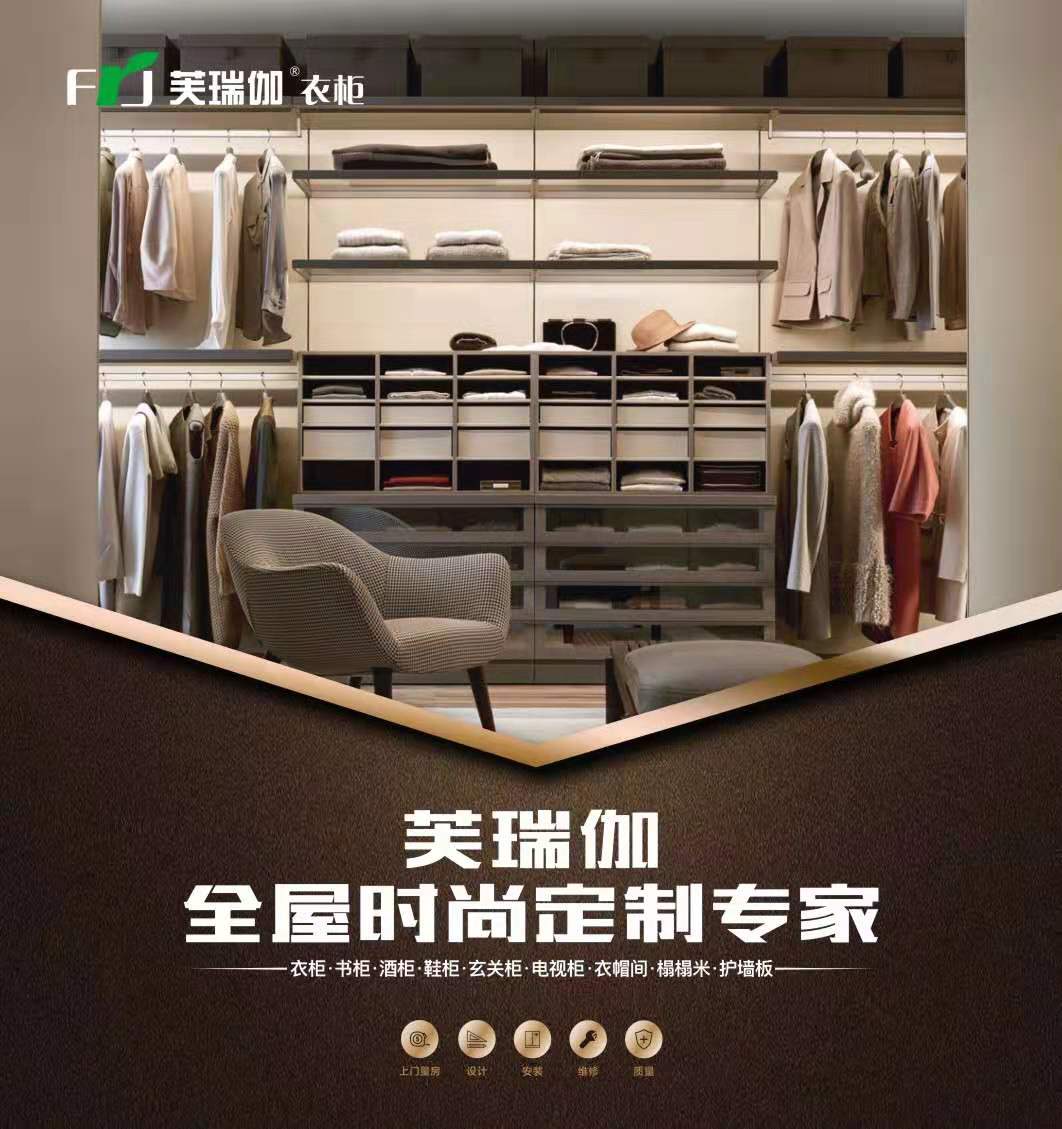 FrJ 芙瑞伽®衣柜
芙瑞伽
全屋时尚定制专家
衣柜·书柜·酒柜·鞋柜·玄关柜·电视柜·衣帽间·榻榻米·护墙板
上门量房 设计 安装 维修 质量